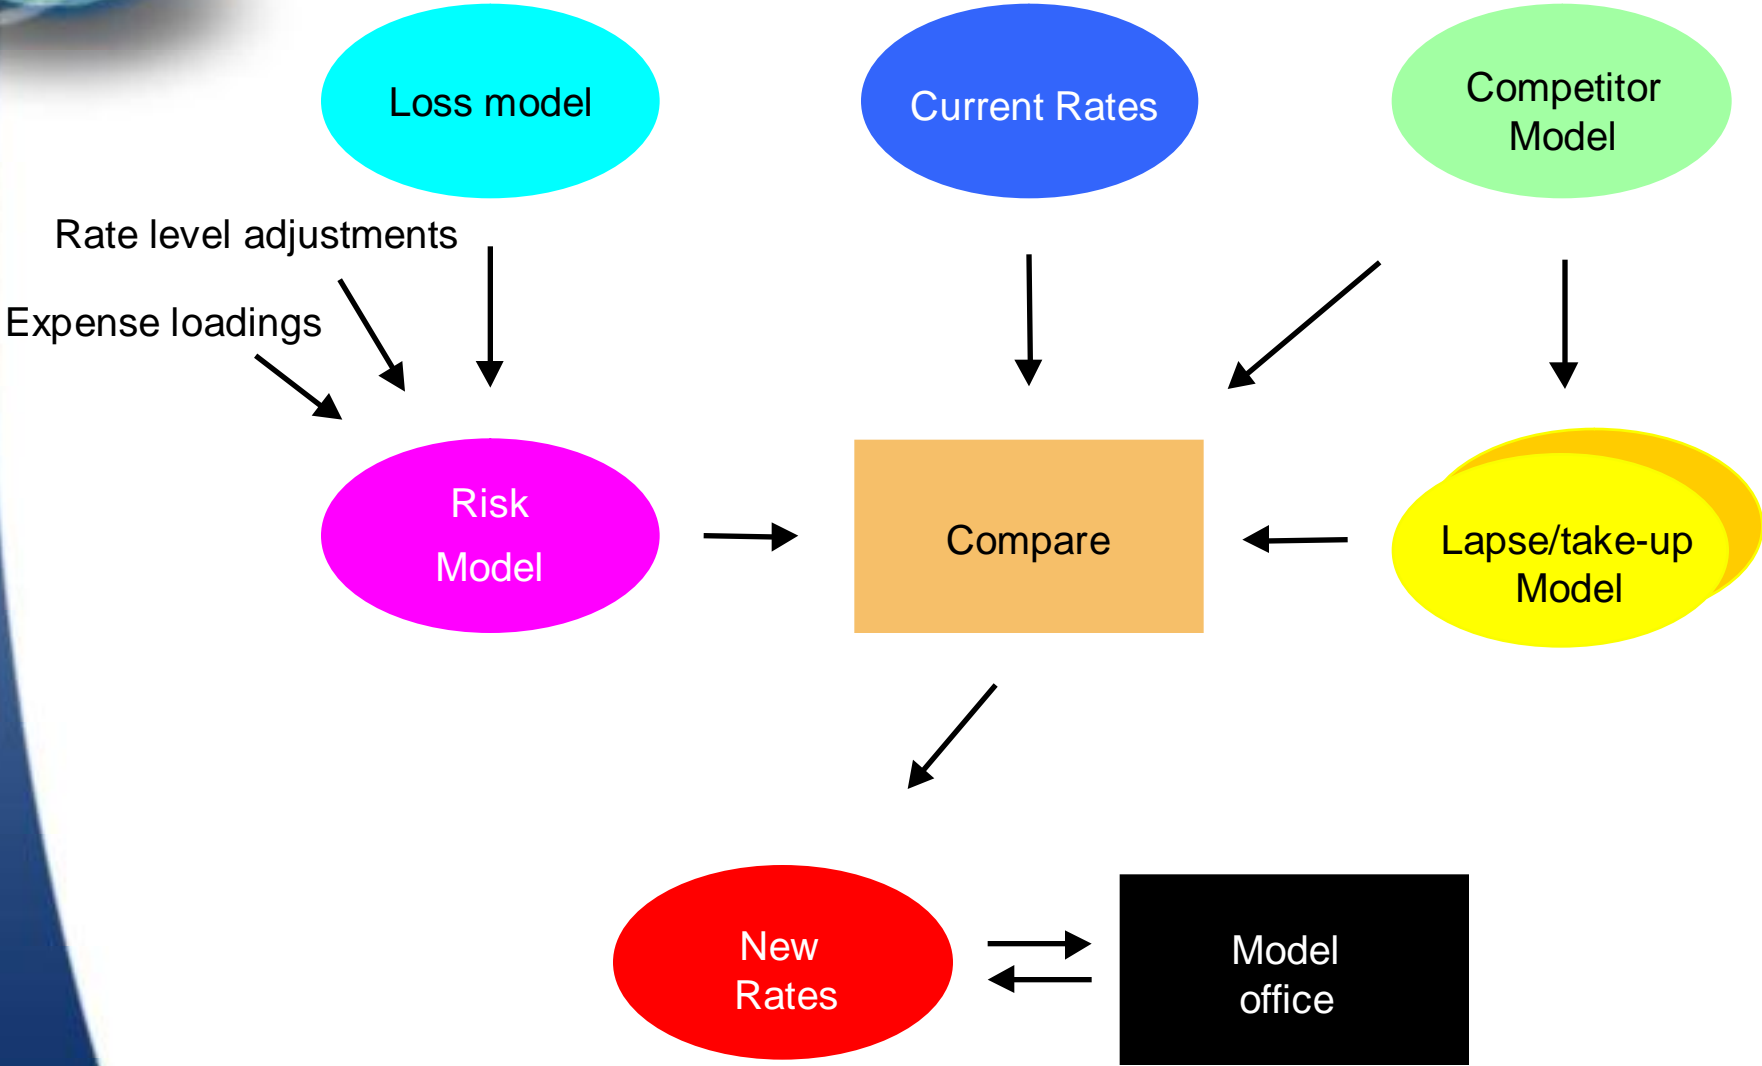 Loss model
Current Rates
Competitor
Model
Rate level adjustments
Expense loadings
Risk
Model
Compare
Lapse/take-up
Model
New
Rates
Model
office